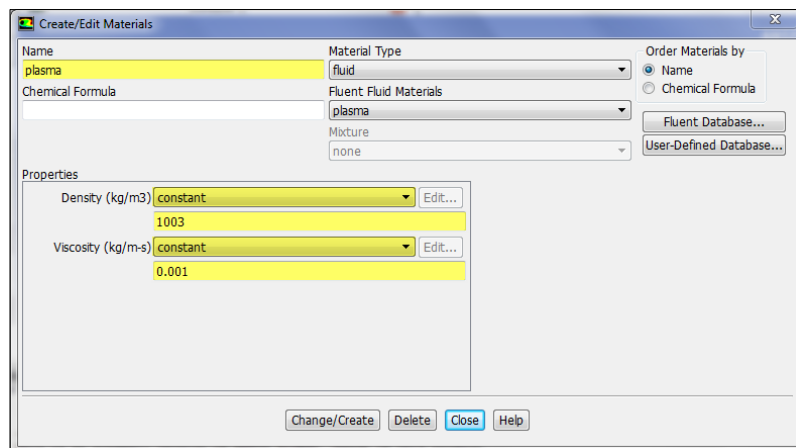 Create/Edit Materials
Name
plasma
Chemical Formula
Material Type
fluid
Fluent Fluid Materials
plasma
Mixture
none
Order Materials by
Name
Chemical Formula
Fluent Database...
User-Defined Database...
Properties
Density (kg/m3) constant Edit...
1003
Viscosity (kg/m-s) constant Edit...
0.001
Change/Create Delete Close Help